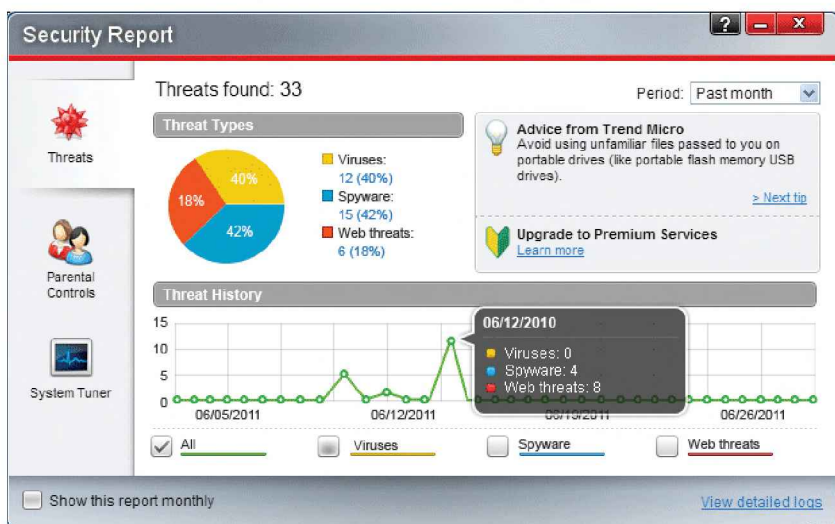 Security Report
?
X
Threats found: 33
Period: Past month
Threats
Parental
Controls
System Tuner
Threat Types
40%
18%
42%
Viruses:
12 (40%)
Spyware:
15 (42%)
Web threats:
6 (18%)
Advice from Trend Micro
Avoid using unfamiliar files passed to you on
portable drives (like portable flash memory USB
drives).
> Next tip
Upgrade to Premium Services
Learn more
Threat History
15
10
5
0
06/05/2011
06/12/2011
06/19/2011
06/26/2011
06/12/2010
Viruses: 0
Spyware: 4
Web threats: 8
All
Viruses
Spyware
Web threats
Show this report monthly
View detailed logs